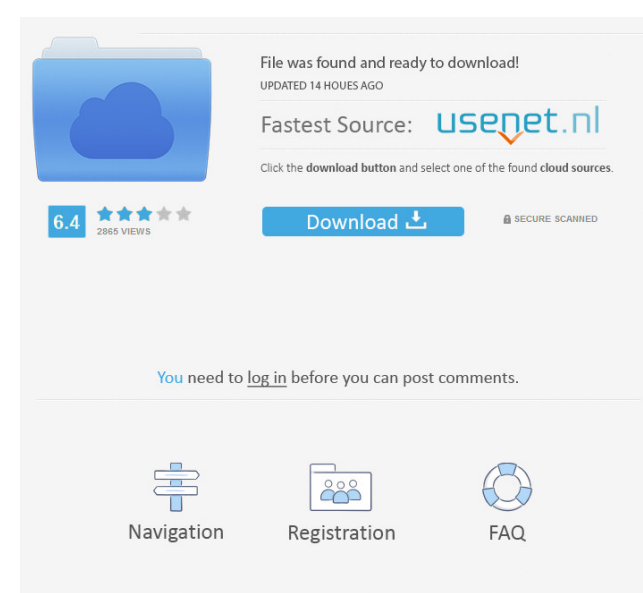 File was found and ready to download!
UPDATED 14 HOUES AGO
Fastest Source: usenet.nl
Click the download button and select one of the found cloud sources.
6.4
2865 VIEWS
Download
SECURE SCANNED
You need to log in before you can post comments.
Navigation
Registration
FAQ